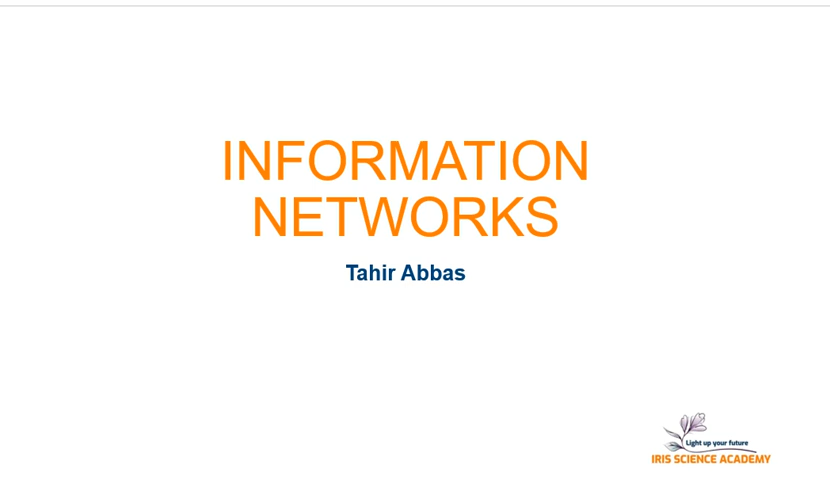 INFORMATION
NETWORKS
Tahir Abbas
Light up your future
IRIS SCIENCE ACADEMY